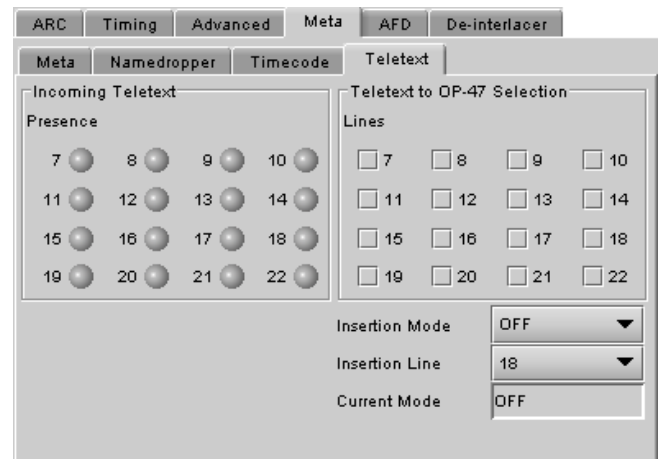 ARC Timing Advanced Meta AFD De-interlacer
Meta Namedropper Timecode Teletext
Incoming Teletext
Presence
7 8 9 10
11 12 13 14
15 16 17 18
19 20 21 22
Teletext to OP-47 Selection
Lines
7 8 9 10
11 12 13 14
15 16 17 18
19 20 21 22
Insertion Mode OFF
Insertion Line 18
Current Mode OFF